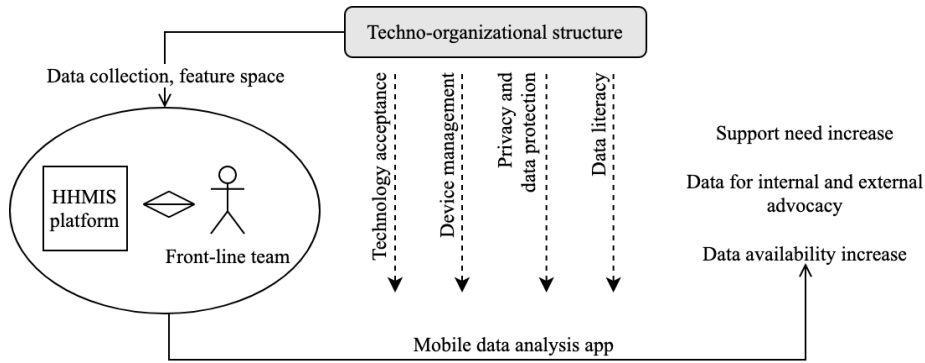 Techno-organizational structure
Data collection, feature space
HHMIS
platform
Front-line team
Technology acceptance
Device management
Privacy and
data protection
Data literacy
Support need increase
Data for internal and external
advocacy
Data availability increase
Mobile data analysis app